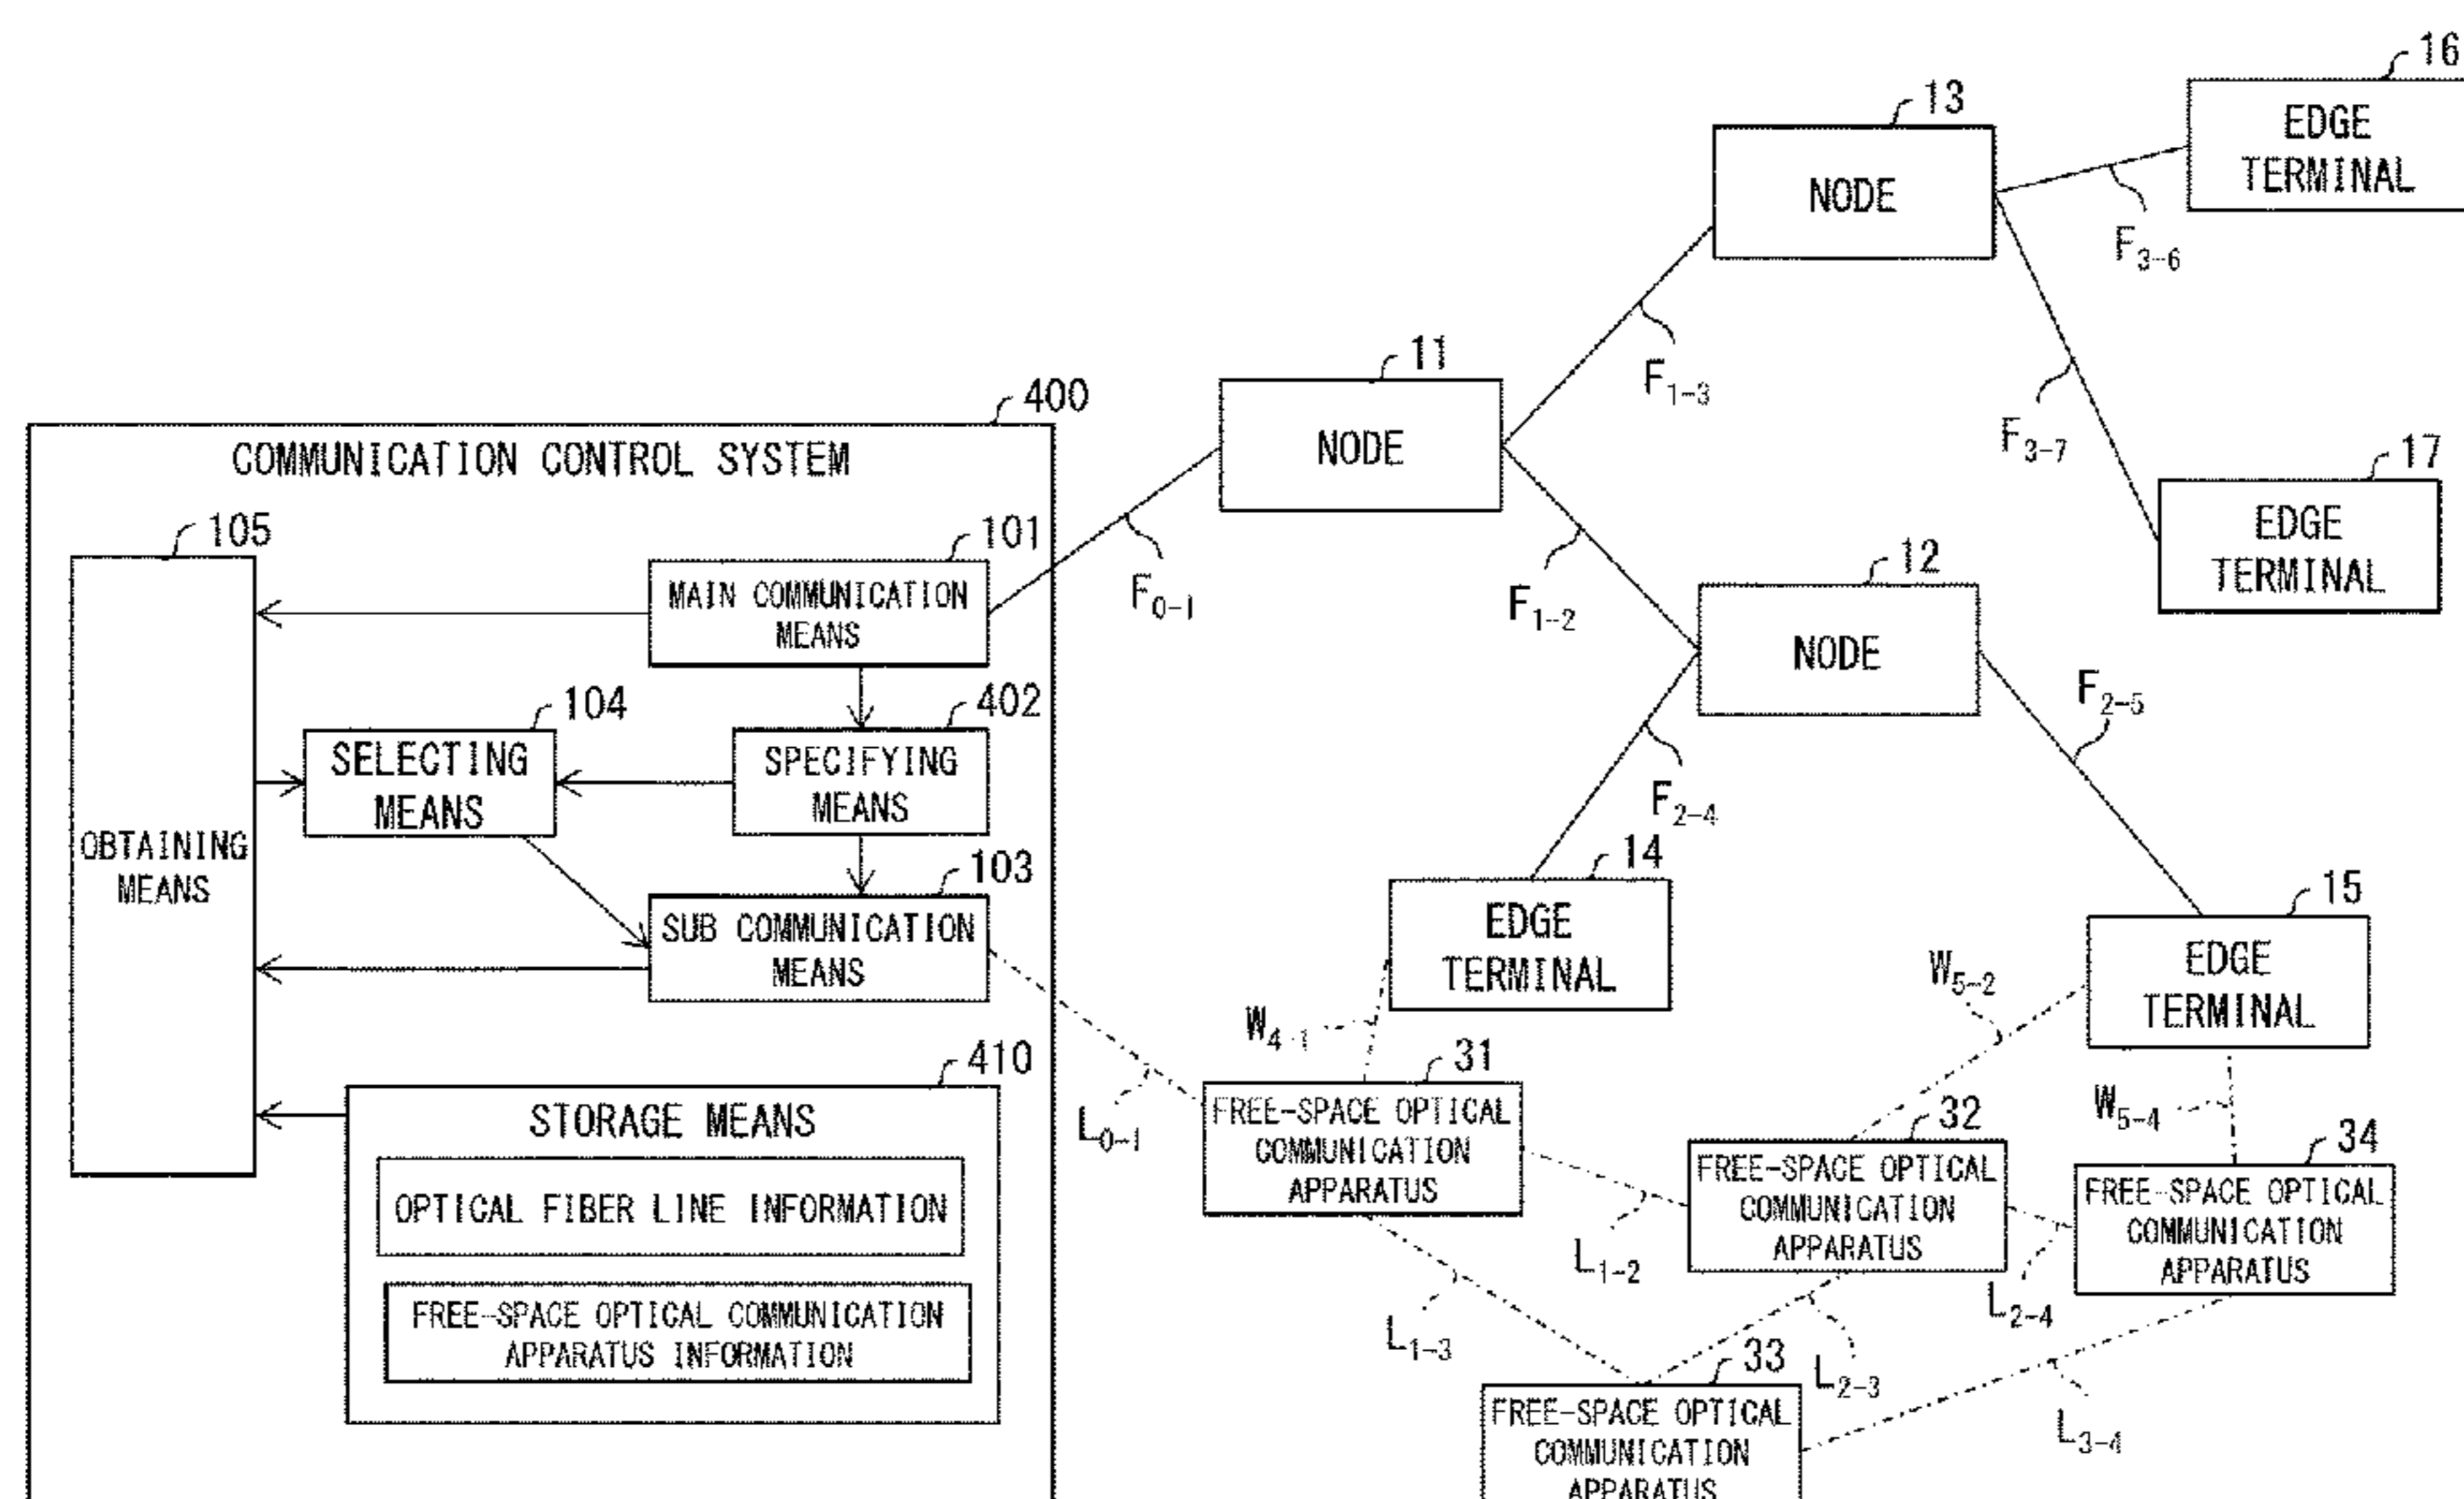 16
13
EDGE
TERMINAL
NODE
F3-6
11
F1-3
400
NODE
COMMUNICATION CONTROL SYSTEM
F3-7
17
105
101
12
EDGE
TERMINAL
MAIN COMMUNICATION
MEANS
F0-1
F1-2
NODE
104
402
F2-5
SELECTING
MEANS
SPECIFYING
MEANS
F2-4
OBTAINING
MEANS
103
14
15
SUB COMMUNICATION
MEANS
EDGE
TERMINAL
W5-2
EDGE
TERMINAL
W4-1
410
31
L0-1
W5-4
STORAGE MEANS
FREE-SPACE OPTICAL
COMMUNICATION
APPARATUS
32
34
OPTICAL FIBER LINE INFORMATION
FREE-SPACE OPTICAL
COMMUNICATION
APPARATUS
FREE-SPACE OPTICAL
COMMUNICATION
APPARATUS
L1-2
L2-4
FREE-SPACE OPTICAL COMMUNICATION
APPARATUS INFORMATION
L1-3
33
L2-3
FREE-SPACE OPTICAL
COMMUNICATION
APPARATUS
L3-4